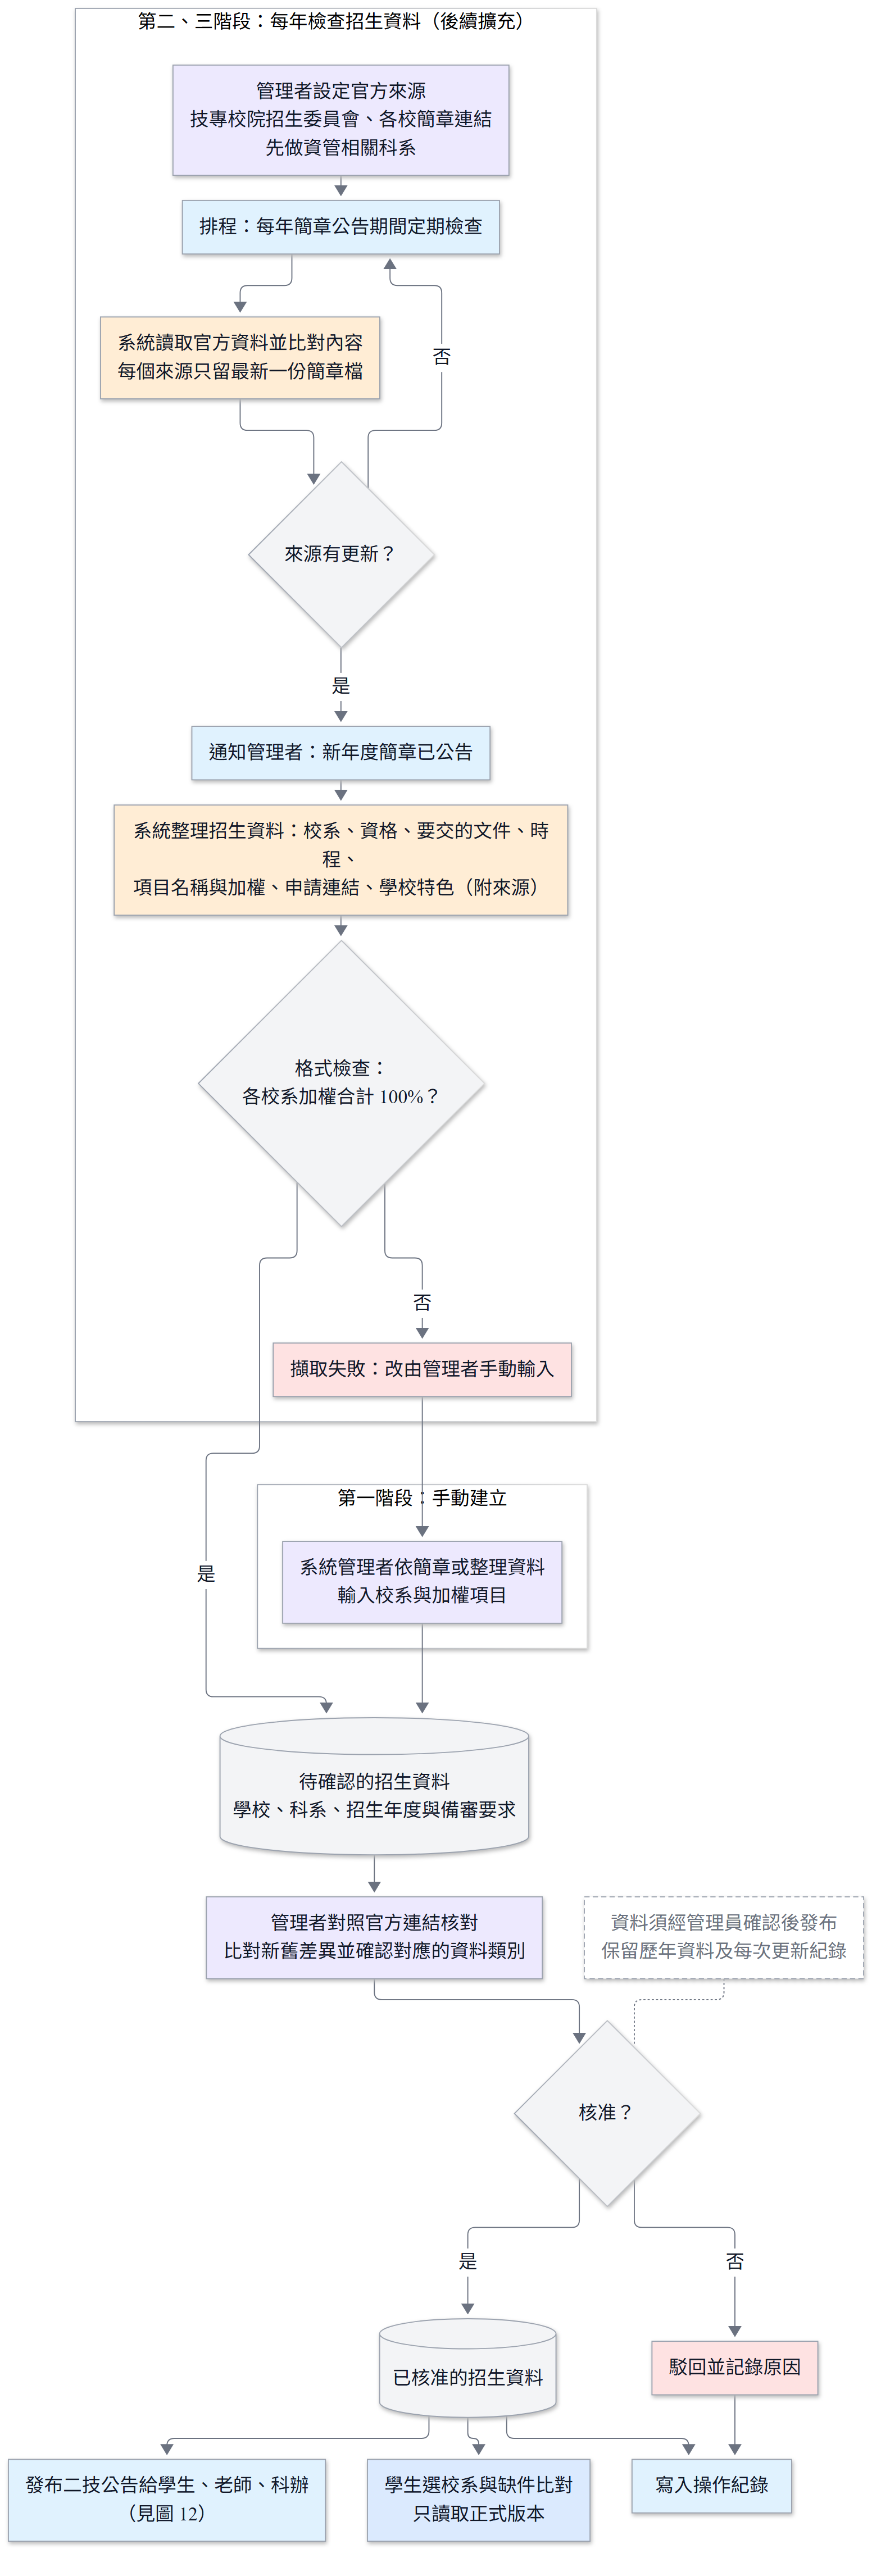 第二、三階段：每年檢查招生資料（後續擴充）
管理者設定官方來源
技專校院招生委員會、各校簡章連結
先做資管相關科系
排程：每年簡章公告期間定期檢查
系統讀取官方資料並比對內容
每個來源只留最新一份簡章檔
否
來源有更新？
是
通知管理者：新年度簡章已公告
系統整理招生資料：校系、資格、要交的文件、時
程、
項目名稱與加權、申請連結、學校特色（附來源）
格式檢查：
各校系加權合計 100%？
否
擷取失敗：改由管理者手動輸入
第一階段：手動建立
系統管理者依簡章或整理資料
輸入校系與加權項目
是
待確認的招生資料
學校、科系、招生年度與備審要求
管理者對照官方連結核對
比對新舊差異並確認對應的資料類別
資料須經管理員確認後發布
保留歷年資料及每次更新紀錄
核准？
是
否
已核准的招生資料
駁回並記錄原因
發布二技公告給學生、老師、科辦
（見圖 12）
學生選校系與缺件比對
只讀取正式版本
寫入操作紀錄